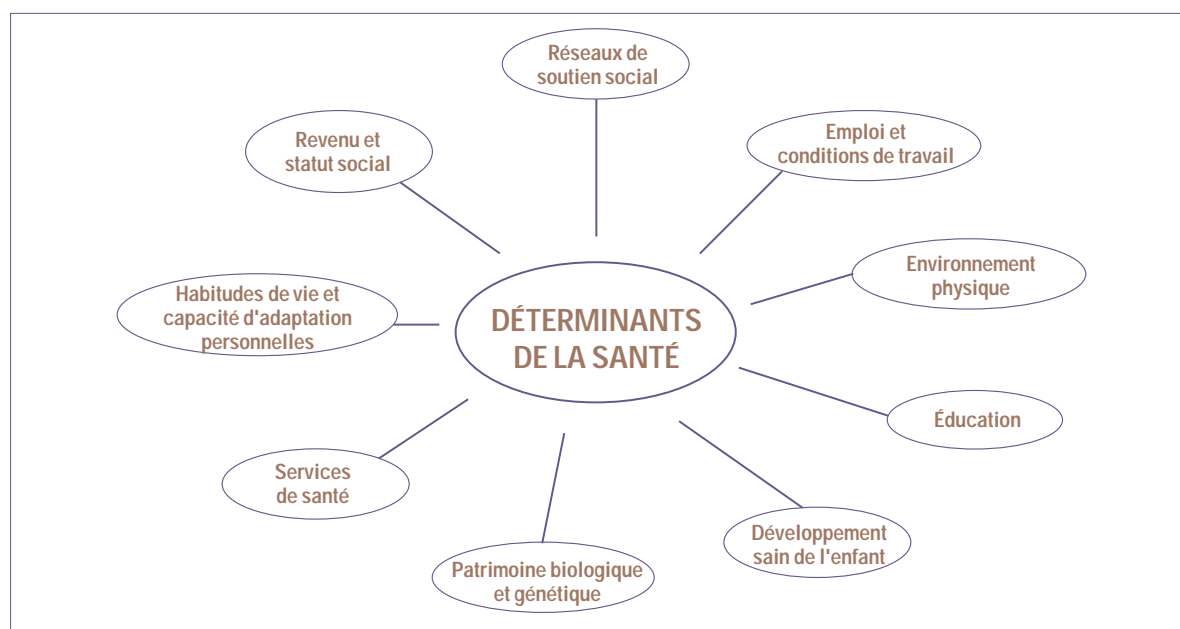 Réseaux de
soutien social
Revenu et
statut social
Emploi et
conditions de travail
Environnement
physique
Habitudes de vie et
capacité d'adaptation
personnelles
DÉTERMINANTS
DE LA SANTÉ
Éducation
Services
de santé
Développement
sain de l'enfant
Patrimoine biologique
et génétique